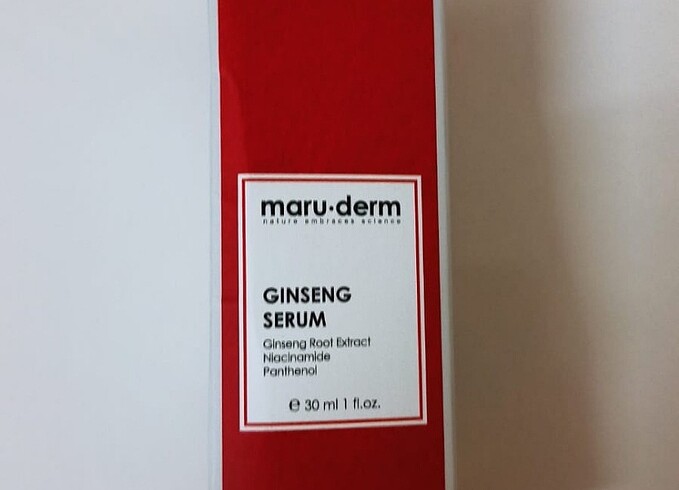 maru·derm
nature embraces science
GINSENG
SERUM
Ginseng Root Extract
Niacinamide
Panthenol
℮ 30 ml 1 fl.oz.